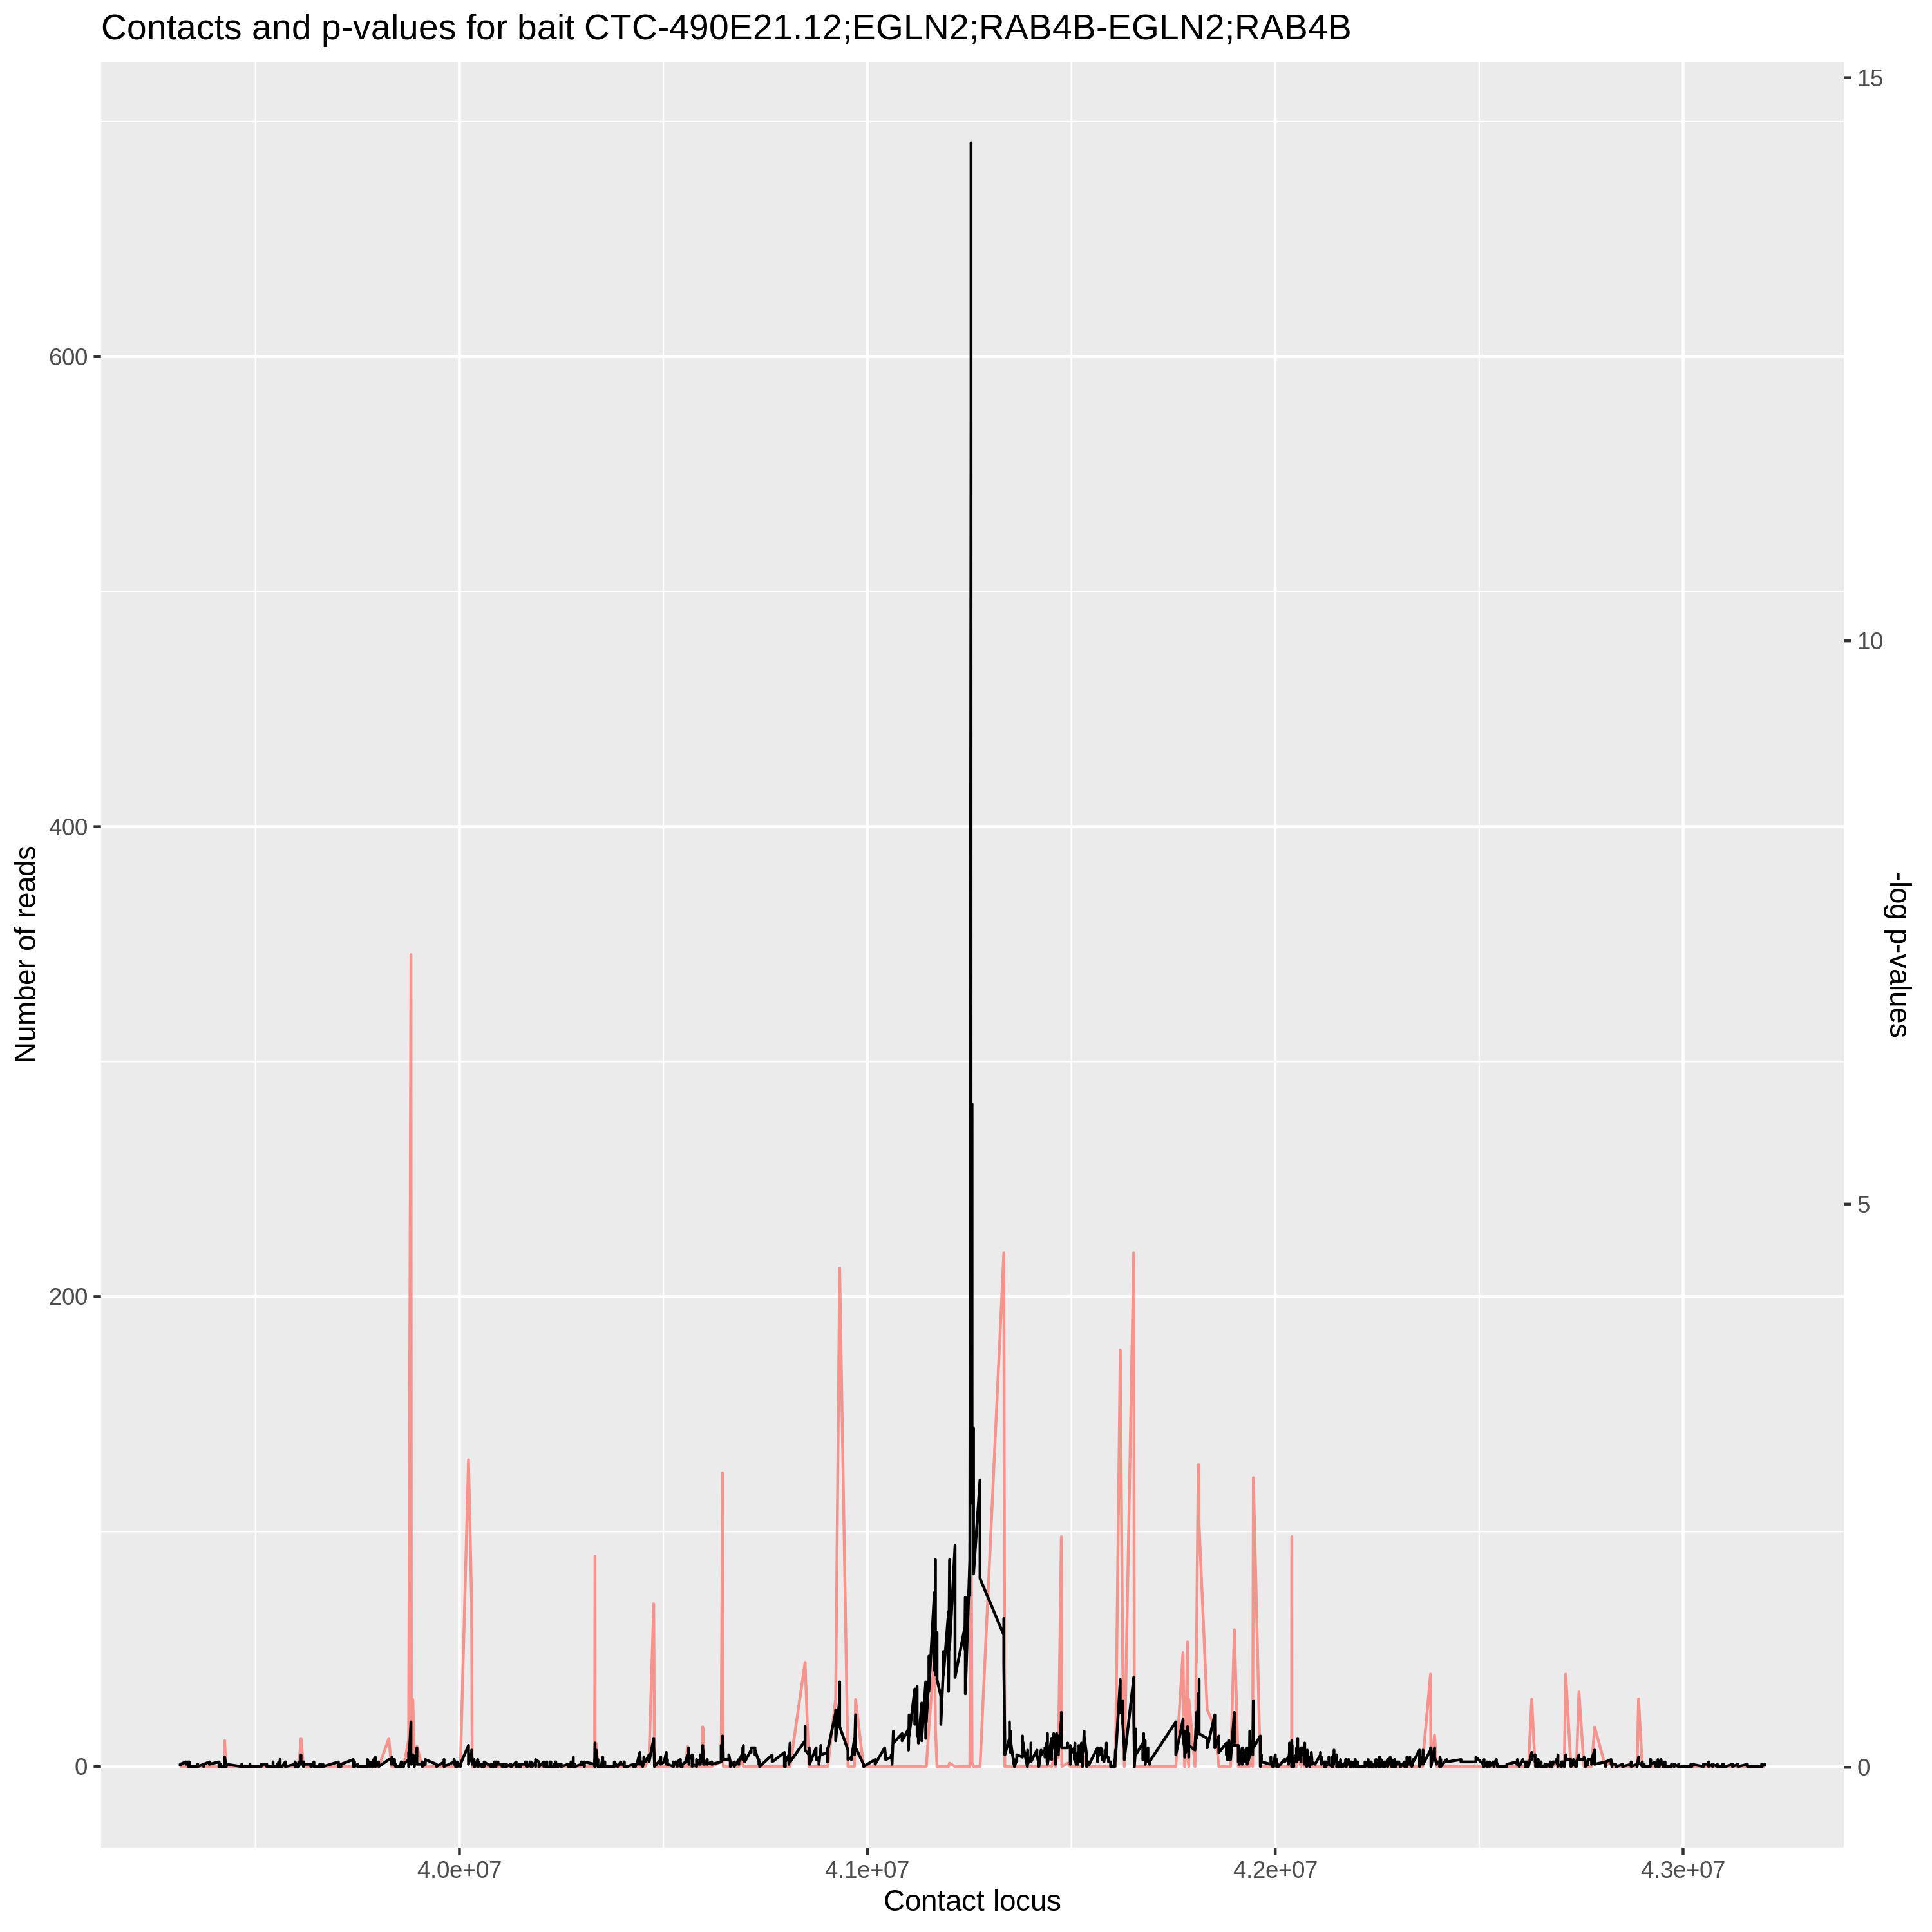 Contacts and p-values for bait CTC-490E21.12;EGLN2;RAB4B-EGLN2;RAB4B
15
600
10
400
Number of reads
-log p-values
5
200
0
0
4.0e+07
4.1e+07
4.2e+07
4.3e+07
Contact locus